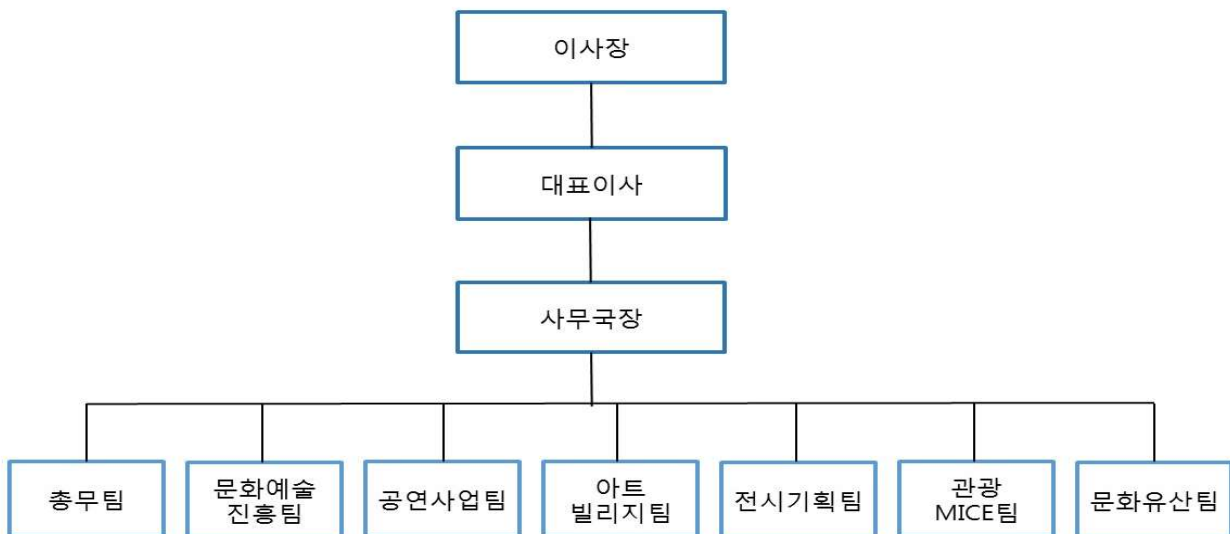 이사장
대표이사
사무국장
총무팀
문화예술
진흥팀
공연사업팀
아트
빌리지팀
전시기획팀
관광
MICE팀
문화유산팀